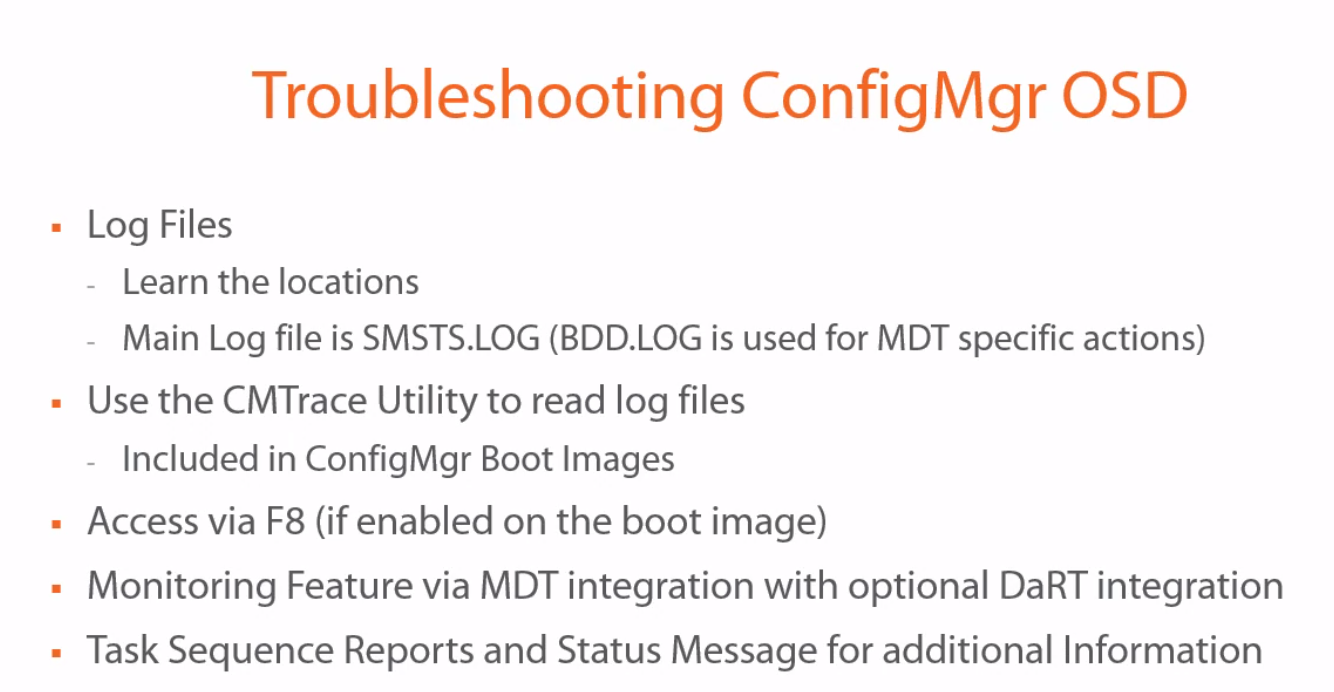 Troubleshooting ConfigMgr OSD
▪ Log Files
- Learn the locations
- Main Log file is SMSTS.LOG (BDD.LOG is used for MDT specific actions)
▪ Use the CMTrace Utility to read log files
- Included in ConfigMgr Boot Images
▪ Access via F8 (if enabled on the boot image)
▪ Monitoring Feature via MDT integration with optional DaRT integration
▪ Task Sequence Reports and Status Message for additional Information